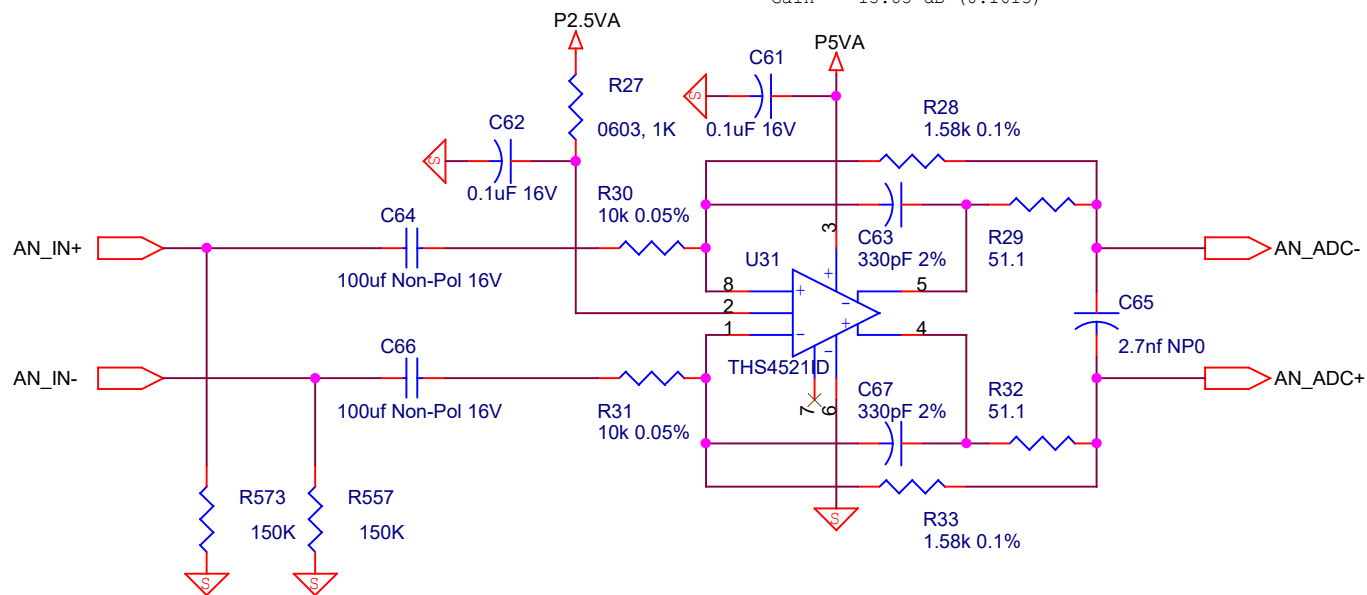 P2.5VA
P5VA
C61
R27
R28
1.58k 0.1%
C62
0603, 1K
0.1uF 16V
S
S
0.1uF 16V
R30
10k 0.05%
C64
3
C63
R29
AN_IN+
U31
330pF 2%
51.1
AN_ADC-
100uf Non-Pol 16V
8
+
+
5
2
−
C65
1
−
+
4
C66
2.7nf NP0
THS4521ID
−
AN_IN-
C67
R32
AN_ADC+
100uf Non-Pol 16V
R31
7
6
330pF 2%
51.1
10k 0.05%
R573
R557
S
R33
150K
150K
1.58k 0.1%
S
S